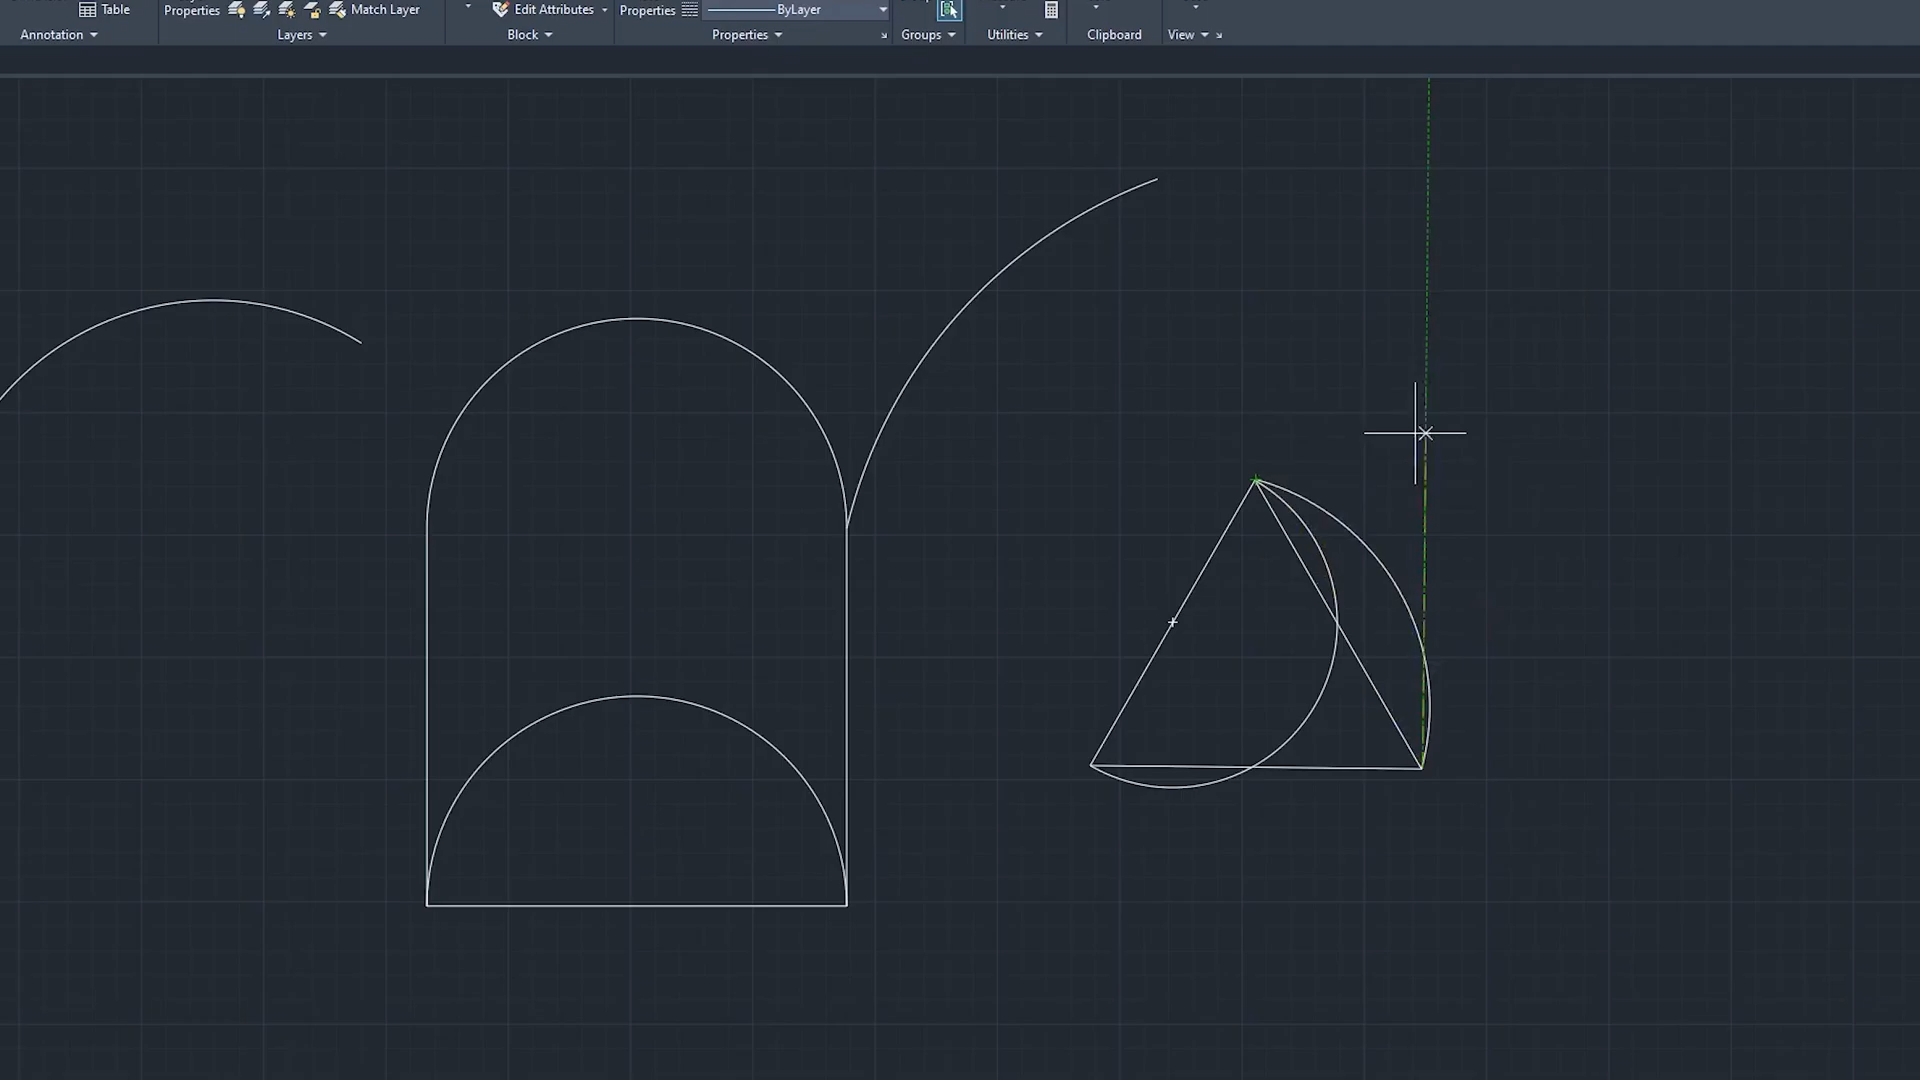 Table
Properties
Match Layer
Edit Attributes
Properties
ByLayer
Annotation
Layers
Block
Properties
Groups
Utilities
Clipboard
View